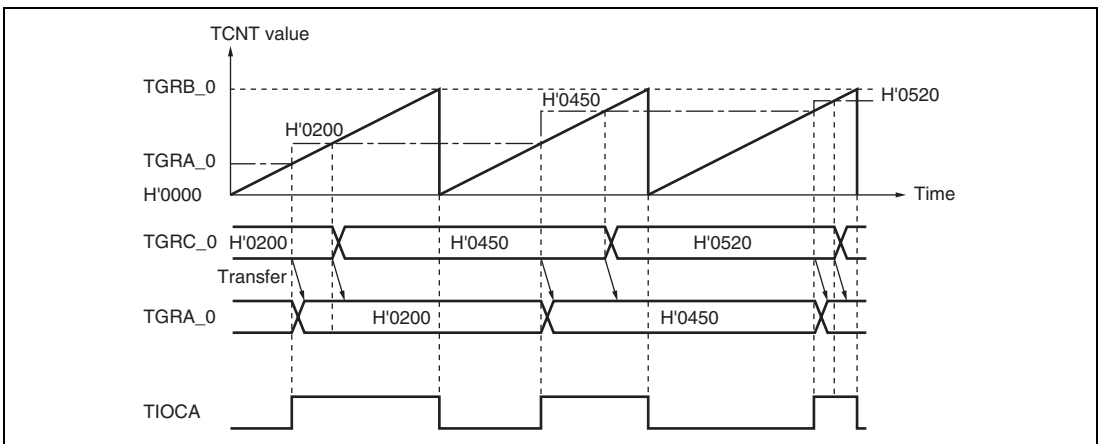 TCNT value
TGRB_0
H'0450
H'0520
H'0200
TGRA_0
H'0000
Time
TGRC_0 H'0200 H'0450 H'0520
Transfer
TGRA_0 H'0200 H'0450
TIOCA